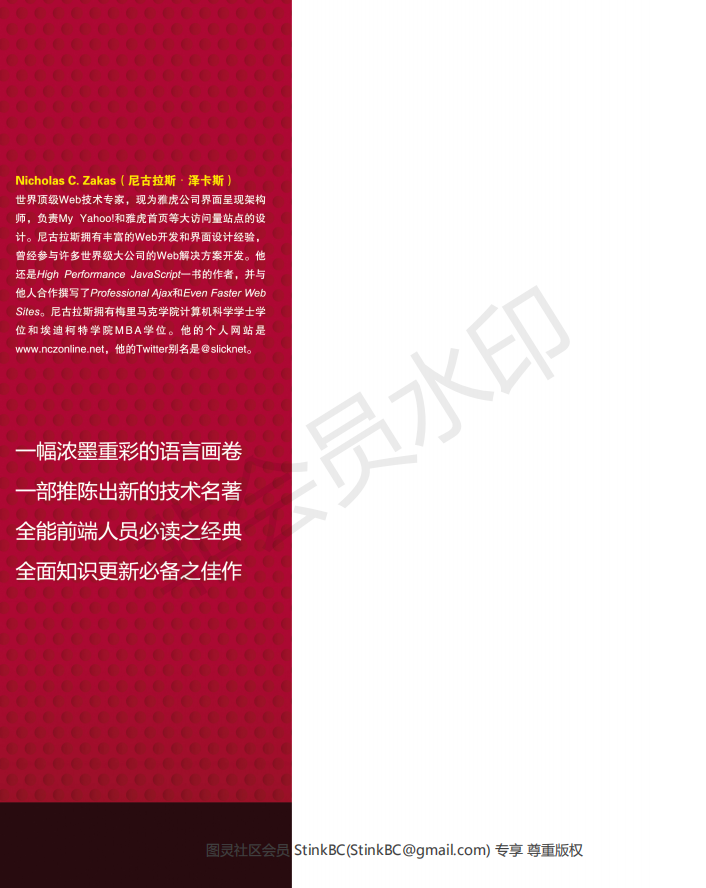 Nicholas C. Zakas（尼古拉斯·泽卡斯）
世界顶级Web技术专家，现为雅虎公司界面呈现架构
师，负责My Yahoo!和雅虎首页等大访问量站点的设
计。尼古拉斯拥有丰富的Web开发和界面设计经验，
曾经参与许多世界级大公司的Web解决方案开发。他
还是High Performance JavaScript一书的作者，并与
他人合作撰写了Professional Ajax和Even Faster Web
Sites。尼古拉斯拥有梅里马克学院计算机科学学士学
位和埃迪柯特学院MBA学位。他的个人网站是
www.nczonline.net，他的Twitter别名是@slicknet。
一幅浓墨重彩的语言画卷
一部推陈出新的技术名著
全能前端人员必读之经典
全面知识更新必备之佳作
非会员水印
图灵社区会员 StinkBC(StinkBC@gmail.com) 专享 尊重版权